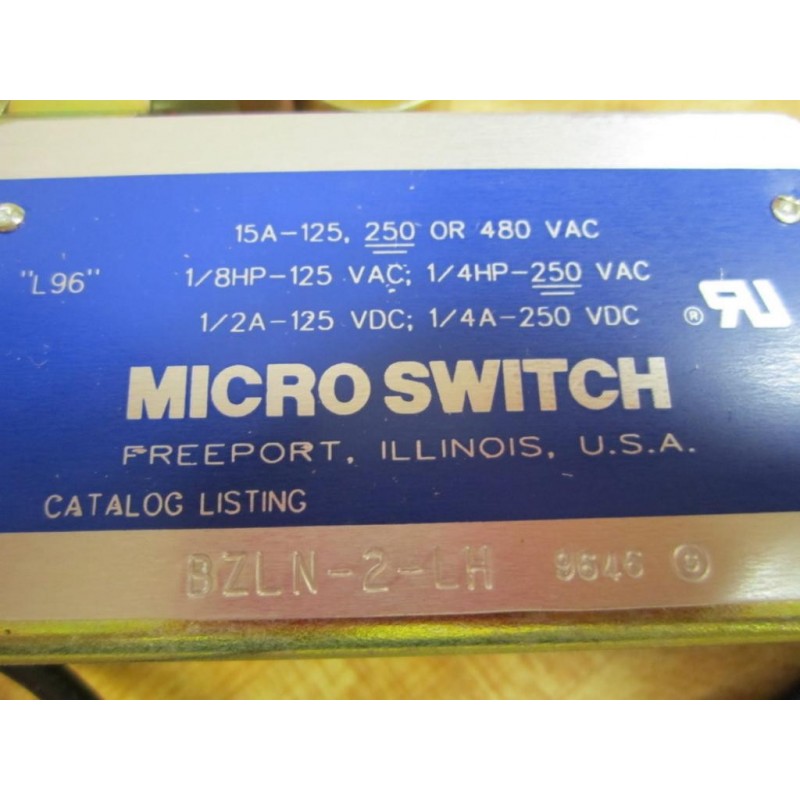 15A-125, 250 OR 480 VAC
"L96" 1/8HP-125 VAC; 1/4HP-250 VAC
1/2A-125 VDC; 1/4A-250 VDC ®
MICRO SWITCH
FREEPORT, ILLINOIS, U.S.A.
CATALOG LISTING
BZLN-2-LH 9646